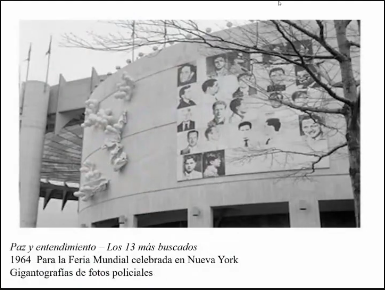 Paz y entendimiento – Los 13 más buscados
1964  Para la Feria Mundial celebrada en Nueva York
Gigantografías de fotos policiales